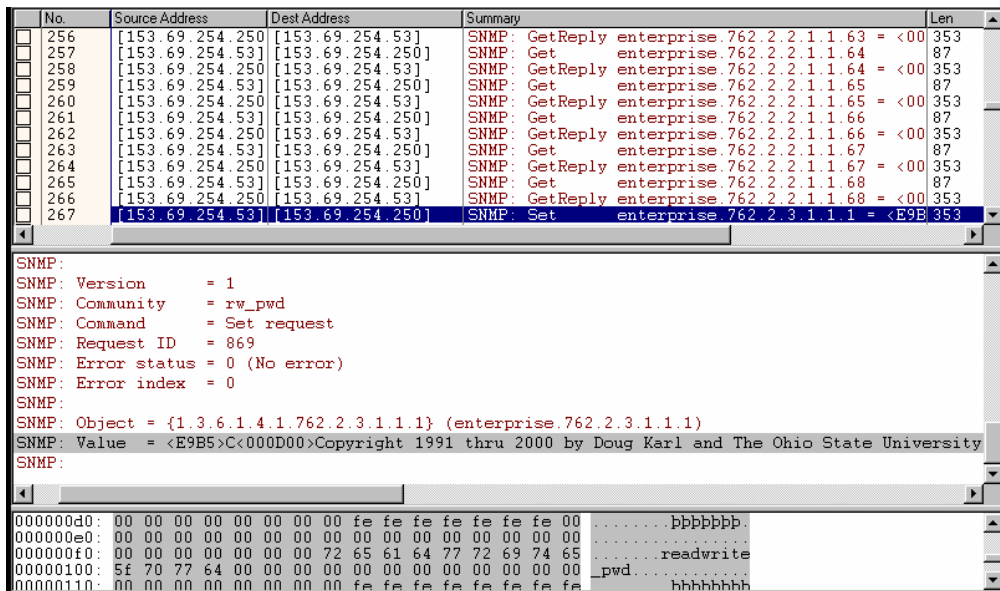 No. Source Address Dest Address Summary Len
256 [153.69.254.250 [153.69.254.53] SNMP: GetReply enterprise.762.2.2.1.1.63 = <00 353
257 [153.69.254.53] [153.69.254.250] SNMP: Get enterprise.762.2.2.1.1.64 87
258 [153.69.254.250 [153.69.254.53] SNMP: GetReply enterprise.762.2.2.1.1.64 = <00 353
259 [153.69.254.53] [153.69.254.250] SNMP: Get enterprise.762.2.2.1.1.65 87
260 [153.69.254.250 [153.69.254.53] SNMP: GetReply enterprise.762.2.2.1.1.65 = <00 353
261 [153.69.254.53] [153.69.254.250] SNMP: Get enterprise.762.2.2.1.1.66 87
262 [153.69.254.250 [153.69.254.53] SNMP: GetReply enterprise.762.2.2.1.1.66 = <00 353
263 [153.69.254.53] [153.69.254.250] SNMP: Get enterprise.762.2.2.1.1.67 87
264 [153.69.254.250 [153.69.254.53] SNMP: GetReply enterprise.762.2.2.1.1.67 = <00 353
265 [153.69.254.53] [153.69.254.250] SNMP: Get enterprise.762.2.2.1.1.68 87
266 [153.69.254.250 [153.69.254.53] SNMP: GetReply enterprise.762.2.2.1.1.68 = <00 353
267 [153.69.254.53] [153.69.254.250] SNMP: Set enterprise.762.2.3.1.1.1 = <E9B 353
SNMP:
SNMP: Version = 1
SNMP: Community = rw_pwd
SNMP: Command = Set request
SNMP: Request ID = 869
SNMP: Error status = 0 (No error)
SNMP: Error index = 0
SNMP:
SNMP: Object = {1.3.6.1.4.1.762.2.3.1.1.1} (enterprise.762.2.3.1.1.1)
SNMP: Value = <E9B5>C<000D00>Copyright 1991 thru 2000 by Doug Karl and The Ohio State University
SNMP:
000000d0: 00 00 00 00 00 00 00 00 fe fe fe fe fe fe fe 00 ........þþþþþþþ.
000000e0: 00 00 00 00 00 00 00 00 00 00 00 00 00 00 00 00 ................
000000f0: 00 00 00 00 00 00 00 72 65 61 64 77 72 69 74 65 .......readwrite
00000100: 5f 70 77 64 00 00 00 00 00 00 00 00 00 00 00 00 _pwd............
00000110: 00 00 00 00 00 00 00 00 fe fe fe fe fe fe fe fe ........þþþþþþþþ